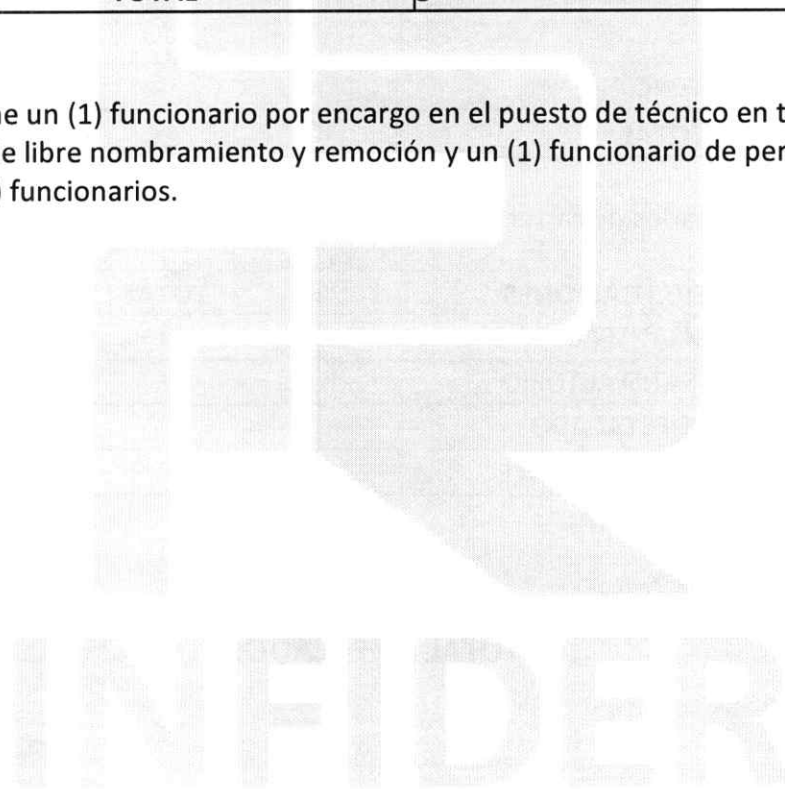 ne un (1) funcionario por encargo en el puesto de técnico en t
e libre nombramiento y remoción y un (1) funcionario de per
) funcionarios.
INFIDER